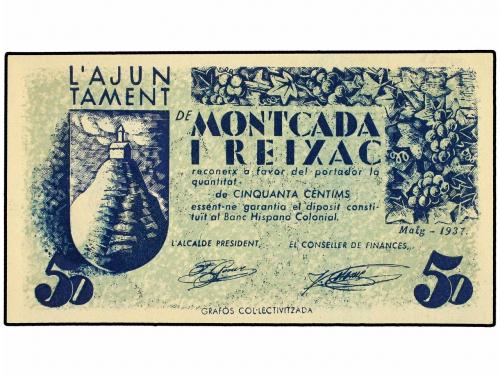 L'AJUN
TAMENT
DE
MONTCADA
I REIXAC
reconeix a favor del portador la
quantitat
de CINQUANTA CÈNTIMS
essent-ne garantia el dipòsit consti-
tuït al Banc Hispano Colonial.
Maig - 1937.
L'ALCALDE PRESIDENT,
EL CONSELLER DE FINANCES,
50
50
GRAFOS COL·LECTIVITZADA